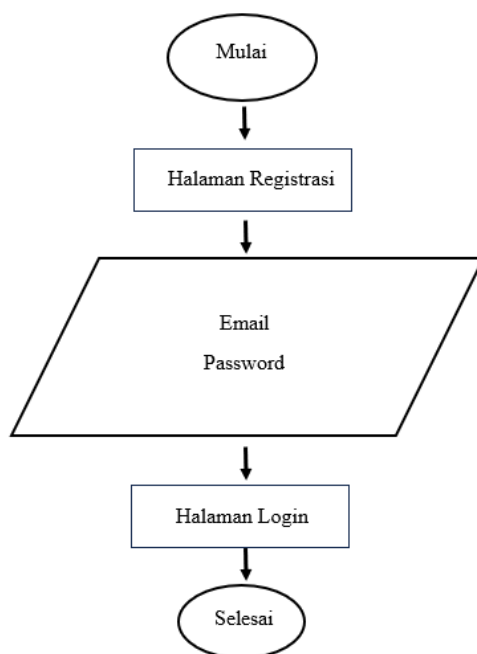 Mulai
Halaman Registrasi
Email
Password
Halaman Login
Selesai